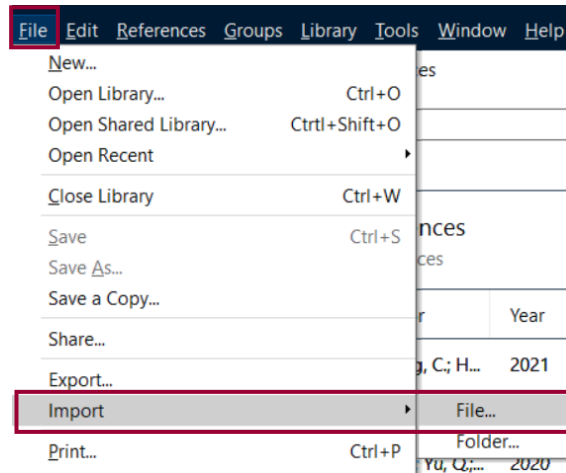 File Edit References Groups Library Tools Window Help
New...
es
Open Library... Ctrl+O
Open Shared Library... Ctrtl+Shift+O
Open Recent
Close Library Ctrl+W
Save Ctrl+S
nces
Save As...
ces
Save a Copy...
r Year
Share...
g, C.; H... 2021
Export...
Import File...
Folder...
Print... Ctrl+P
Yu, Q.;... 2020